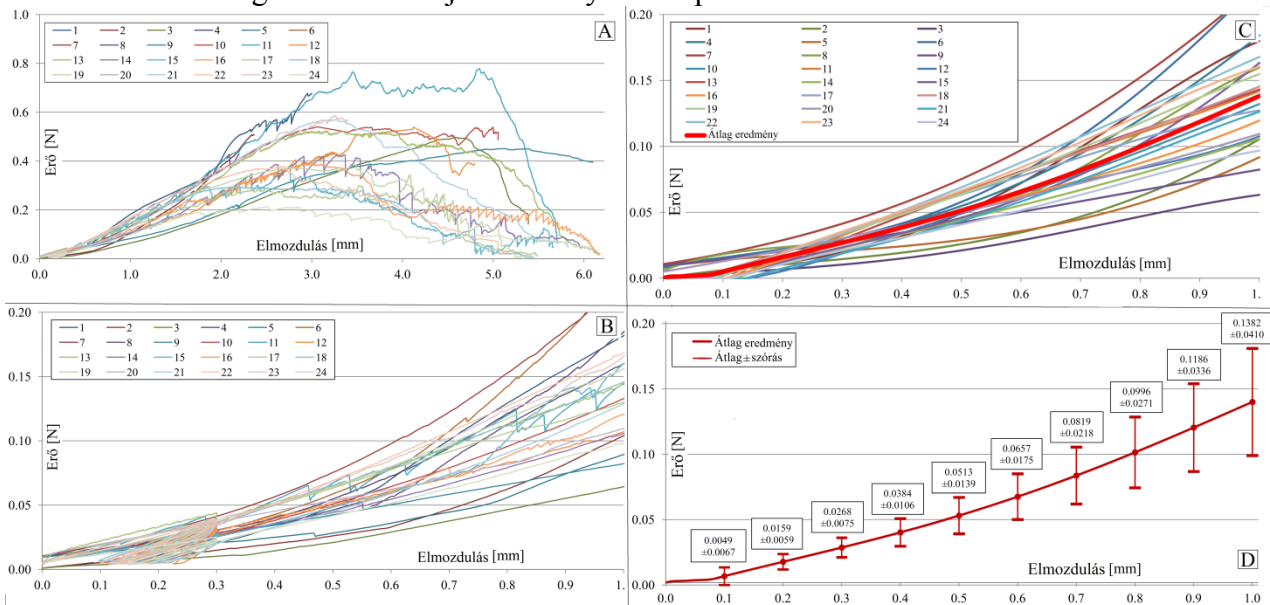 A
1 2 3 4 5 6
7 8 9 10 11 12
13 14 15 16 17 18
19 20 21 22 23 24
Erő [N]
1.0
0.8
0.6
0.4
0.2
0.0
Elmozdulás [mm]
0.0 1.0 2.0 3.0 4.0 5.0 6.0
C
1 2 3
4 5 6
7 8 9
10 11 12
13 14 15
16 17 18
19 20 21
22 23 24
Átlag eredmény
Erő [N]
0.20
0.15
0.10
0.05
0.00
Elmozdulás [mm]
0.0 0.1 0.2 0.3 0.4 0.5 0.6 0.7 0.8 0.9 1.
B
1 2 3 4 5 6
7 8 9 10 11 12
13 14 15 16 17 18
19 20 21 22 23 24
Erő [N]
0.20
0.15
0.10
0.05
0.00
Elmozdulás [mm]
0.0 0.1 0.2 0.3 0.4 0.5 0.6 0.7 0.8 0.9 1.
D
Átlag eredmény
Átlag±szórás
Erő [N]
0.20
0.15
0.10
0.05
0.00
0.0049
±0.0067
0.0159
±0.0059
0.0268
±0.0075
0.0384
±0.0106
0.0513
±0.0139
0.0657
±0.0175
0.0819
±0.0218
0.0996
±0.0271
0.1186
±0.0336
0.1382
±0.0410
Elmozdulás [mm]
0.0 0.1 0.2 0.3 0.4 0.5 0.6 0.7 0.8 0.9 1.0